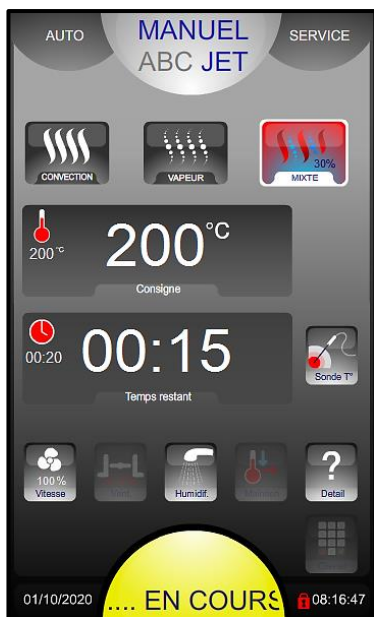 AUTO
MANUEL
SERVICE
ABC JET
CONVECTION
VAPEUR
30%
MIXTE
200°C
200°C
Consigne
00:20
00:15
Temps restant
Sonde T°
100%
Vitesse
Humidif.
?
Detail
01/10/2020
.... EN COURS
08:16:47